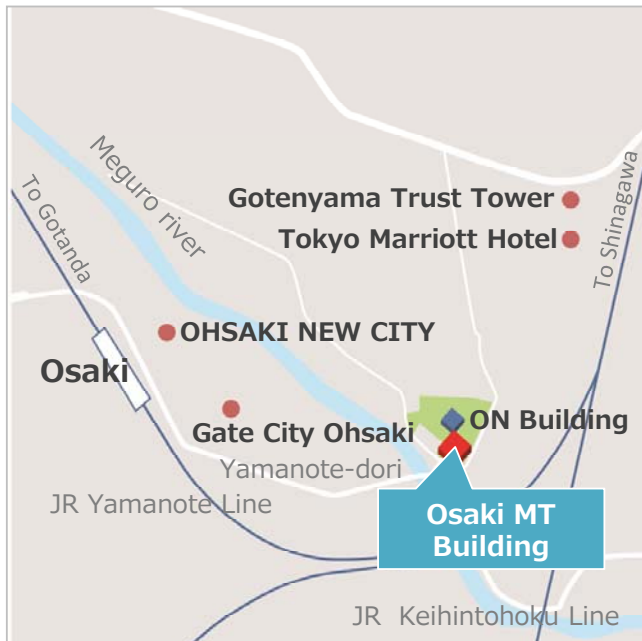 Meguro river
To Gotanda
To Shinagawa
Gotenyama Trust Tower
Tokyo Marriott Hotel
OHSAKI NEW CITY
Osaki
Gate City Ohsaki
ON Building
Yamanote-dori
JR Yamanote Line
Osaki MT
Building
JR Keihintohoku Line